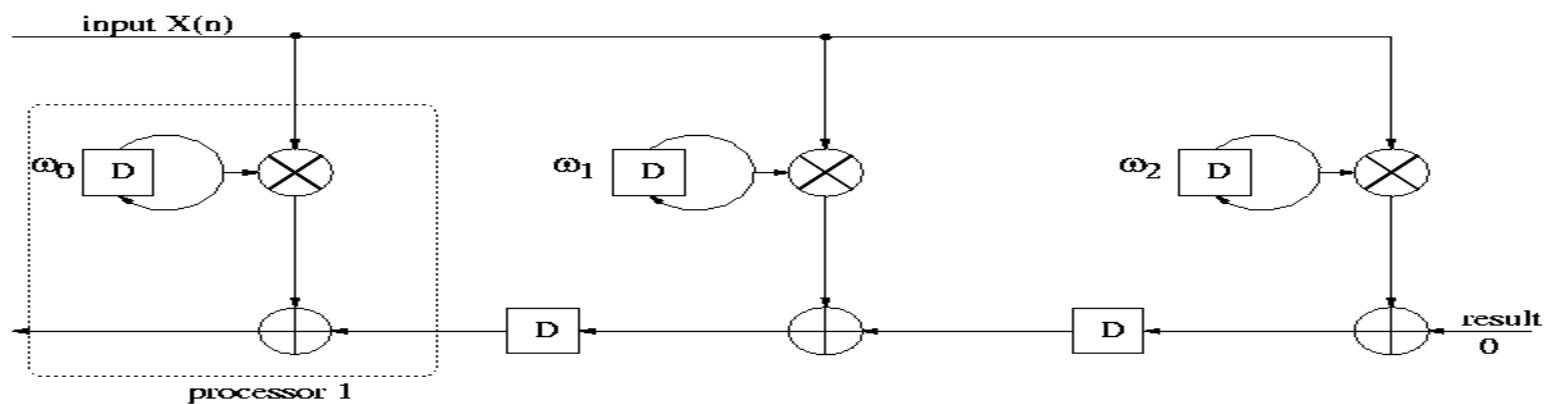 input X(n)
ω0 D
ω1 D
ω2 D
D
D
result
0
processor 1